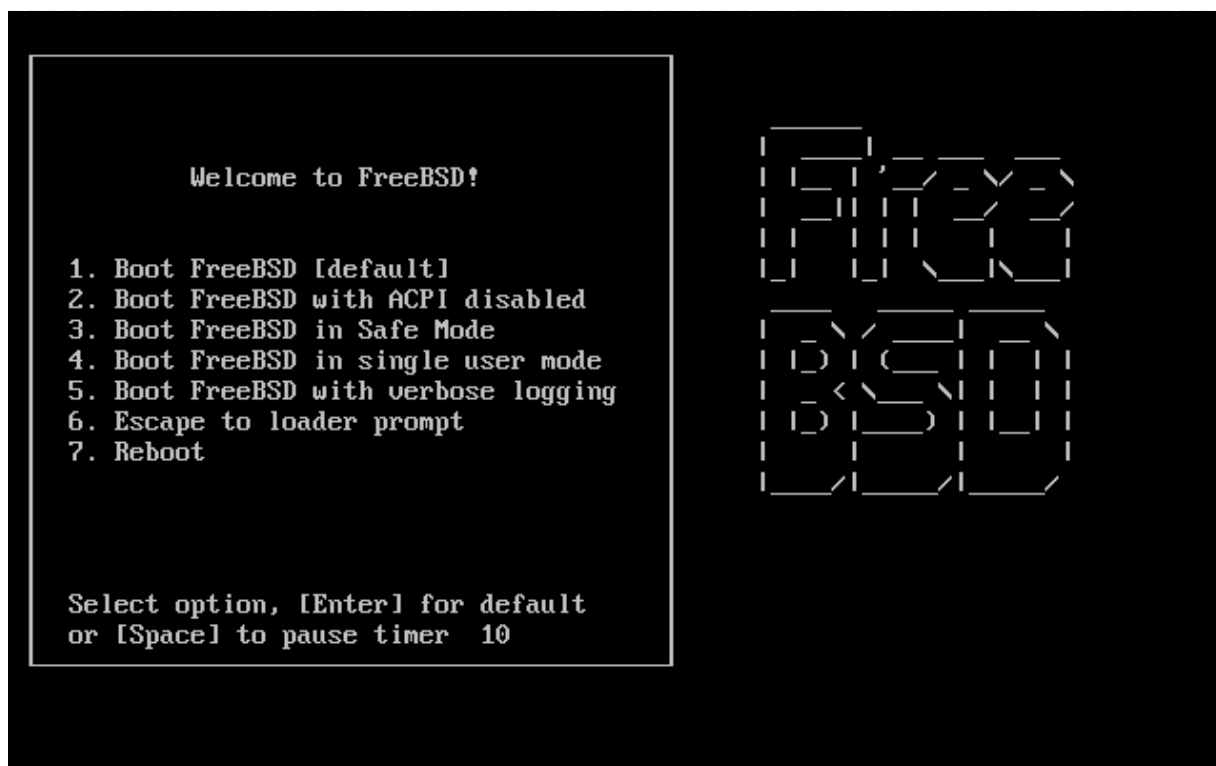 Welcome to FreeBSD!
1. Boot FreeBSD [default]
2. Boot FreeBSD with ACPI disabled
3. Boot FreeBSD in Safe Mode
4. Boot FreeBSD in single user mode
5. Boot FreeBSD with verbose logging
6. Escape to loader prompt
7. Reboot
Select option, [Enter] for default
or [Space] to pause timer  10
Free
BSD